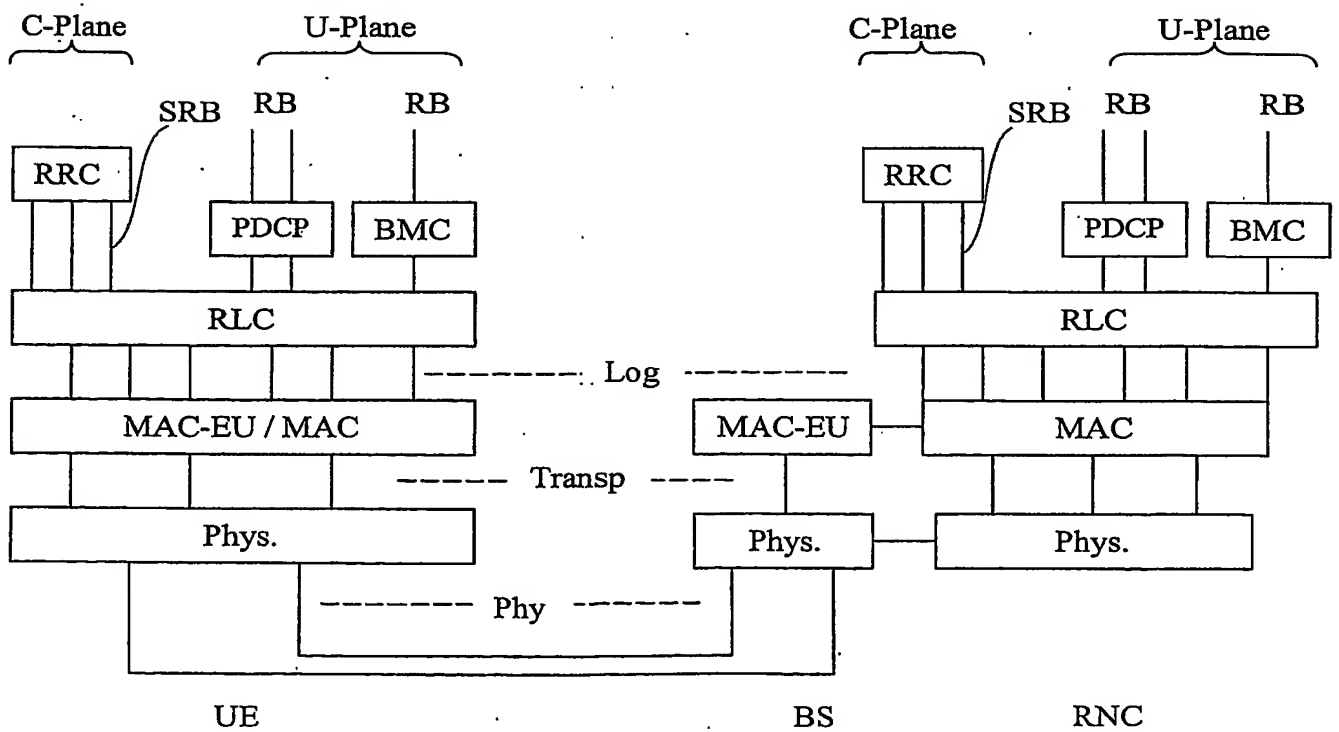 C-Plane U-Plane C-Plane U-Plane
SRB RB RB SRB RB RB
RRC RRC
PDCP BMC PDCP BMC
RLC RLC
Log
MAC-EU / MAC MAC-EU MAC
Transp
Phys. Phys. Phys.
Phy
UE BS RNC